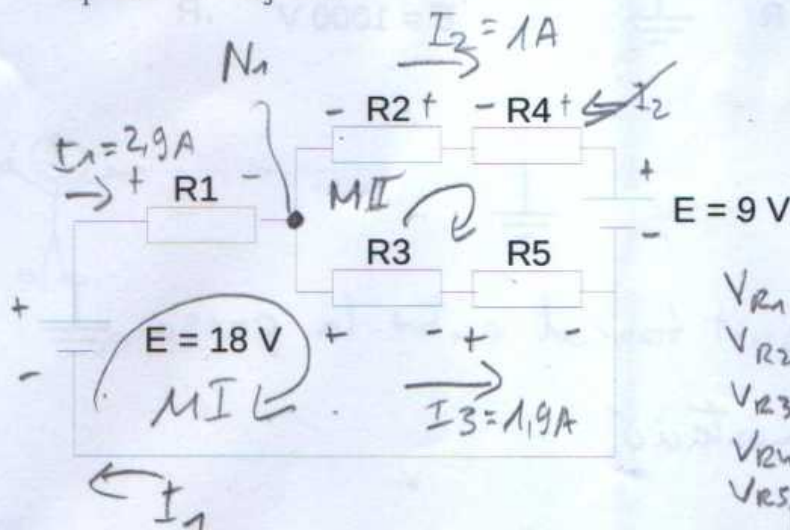 R = 1000 V .R
I2 = 1A
N1
- R2 + - R4 + I2
I1 = 2,9A
+ R1 -
MII
+
E = 9 V
-
R3 R5
+ - + -
+
E = 18 V
-
MI
I3 = 1,9A
I1
VR1
VR2
VR3
VR4
VR5